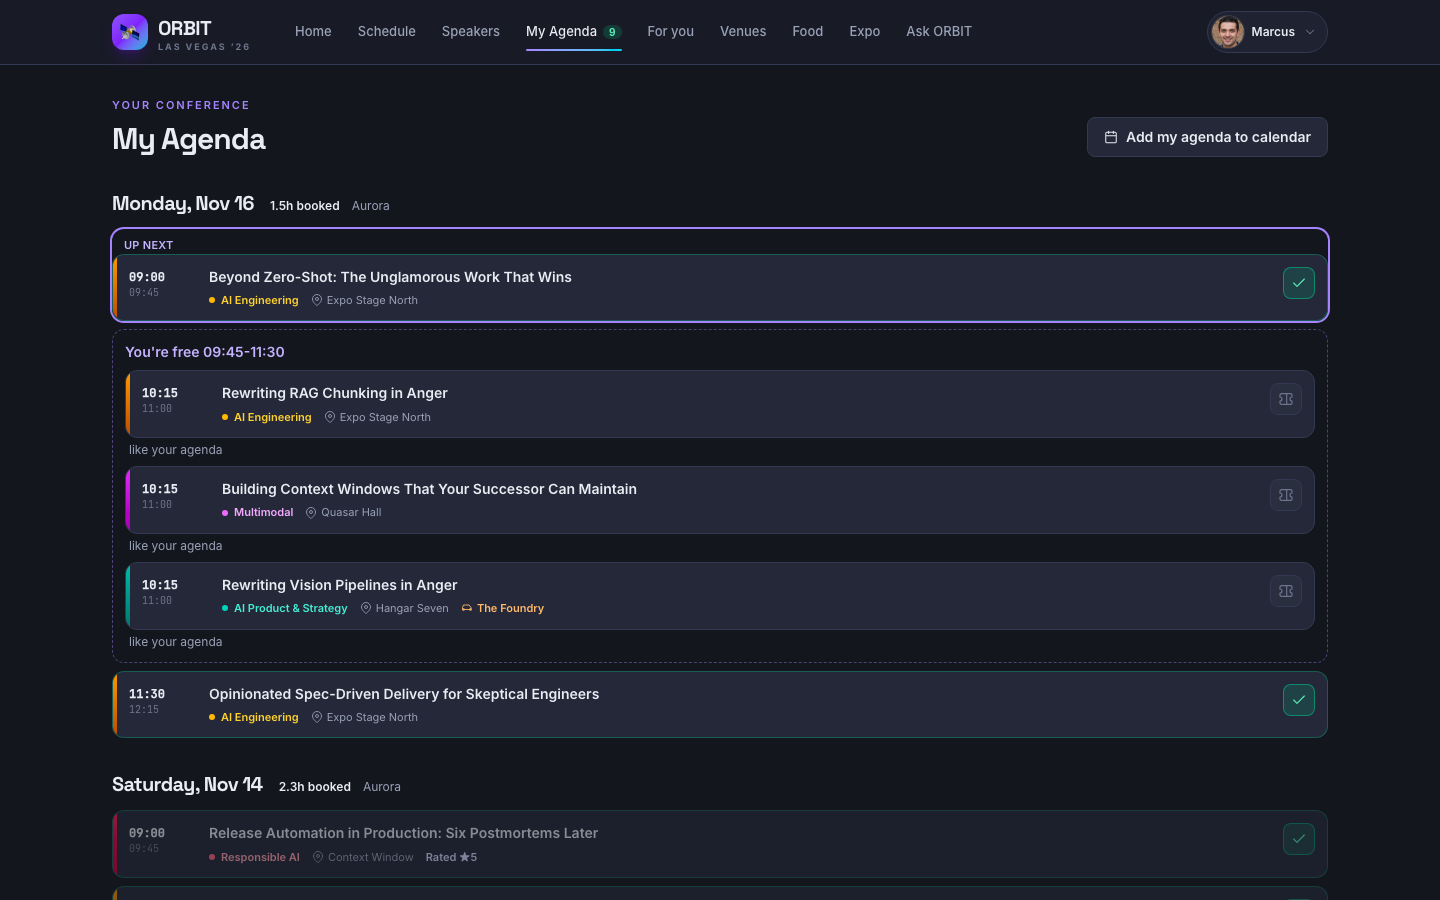 ORBIT
LAS VEGAS '26
Home
Schedule
Speakers
My Agenda 9
For you
Venues
Food
Expo
Ask ORBIT
Marcus
YOUR CONFERENCE
My Agenda
Add my agenda to calendar
Monday, Nov 16 1.5h booked Aurora
UP NEXT
09:00 Beyond Zero-Shot: The Unglamorous Work That Wins
09:45 AI Engineering Expo Stage North
You're free 09:45-11:30
10:15 Rewriting RAG Chunking in Anger
11:00 AI Engineering Expo Stage North
like your agenda
10:15 Building Context Windows That Your Successor Can Maintain
11:00 Multimodal Quasar Hall
like your agenda
10:15 Rewriting Vision Pipelines in Anger
11:00 AI Product & Strategy Hangar Seven The Foundry
like your agenda
11:30 Opinionated Spec-Driven Delivery for Skeptical Engineers
12:15 AI Engineering Expo Stage North
Saturday, Nov 14 2.3h booked Aurora
09:00 Release Automation in Production: Six Postmortems Later
09:45 Responsible AI Context Window Rated ★5